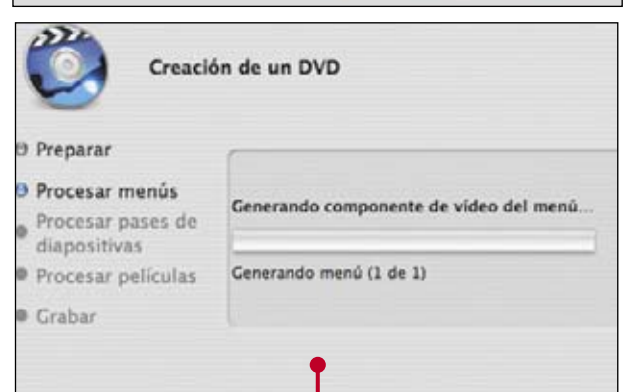 Creación de un DVD
Preparar
Procesar menús
Procesar pases de
diapositivas
Procesar películas
Grabar
Generando componente de vídeo del menú...
Generando menú (1 de 1)